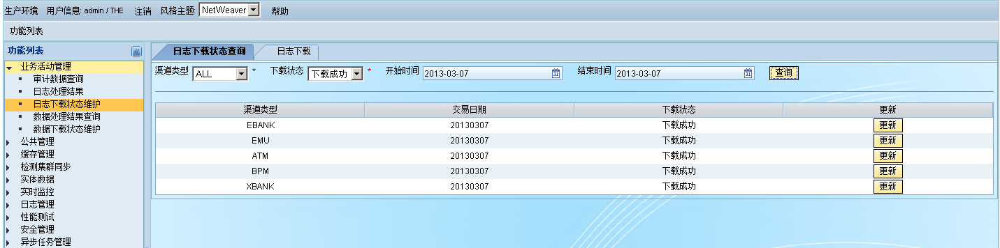 生产环境 用户信息: admin / THE 注销 风格主题: NetWeaver 帮助
功能列表
功能列表
业务活动管理
审计数据查询
日志处理结果
日志下载状态维护
数据处理结果查询
数据下载状态维护
公共管理
缓存管理
检测集群同步
实体数据
实时监控
日志管理
性能测试
安全管理
异步任务管理
日志下载状态查询 日志下载
渠道类型 ALL * 下载状态 下载成功 * 开始时间 2013-03-07 31 结束时间 2013-03-07 31 查询
渠道类型 交易日期 下载状态 更新
EBANK 20130307 下载成功 更新
EMU 20130307 下载成功 更新
ATM 20130307 下载成功 更新
BPM 20130307 下载成功 更新
XBANK 20130307 下载成功 更新